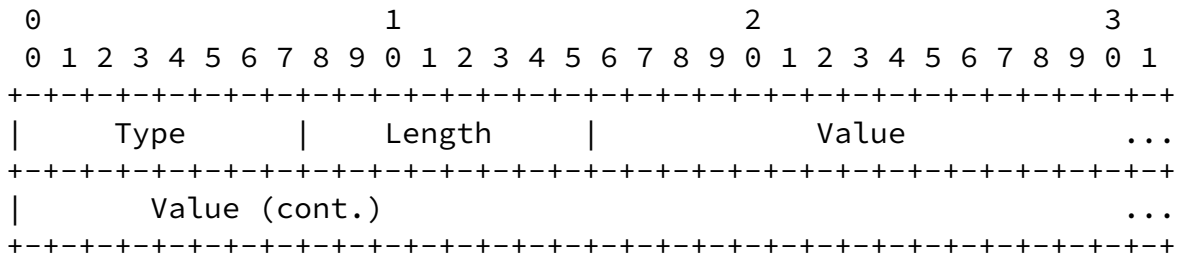 0                   1                   2                   3
 0 1 2 3 4 5 6 7 8 9 0 1 2 3 4 5 6 7 8 9 0 1 2 3 4 5 6 7 8 9 0 1
+-+-+-+-+-+-+-+-+-+-+-+-+-+-+-+-+-+-+-+-+-+-+-+-+-+-+-+-+-+-+-+-+
|     Type      |    Length     |            Value            ...
+-+-+-+-+-+-+-+-+-+-+-+-+-+-+-+-+-+-+-+-+-+-+-+-+-+-+-+-+-+-+-+-+
|       Value (cont.)                                         ...
+-+-+-+-+-+-+-+-+-+-+-+-+-+-+-+-+-+-+-+-+-+-+-+-+-+-+-+-+-+-+-+-+